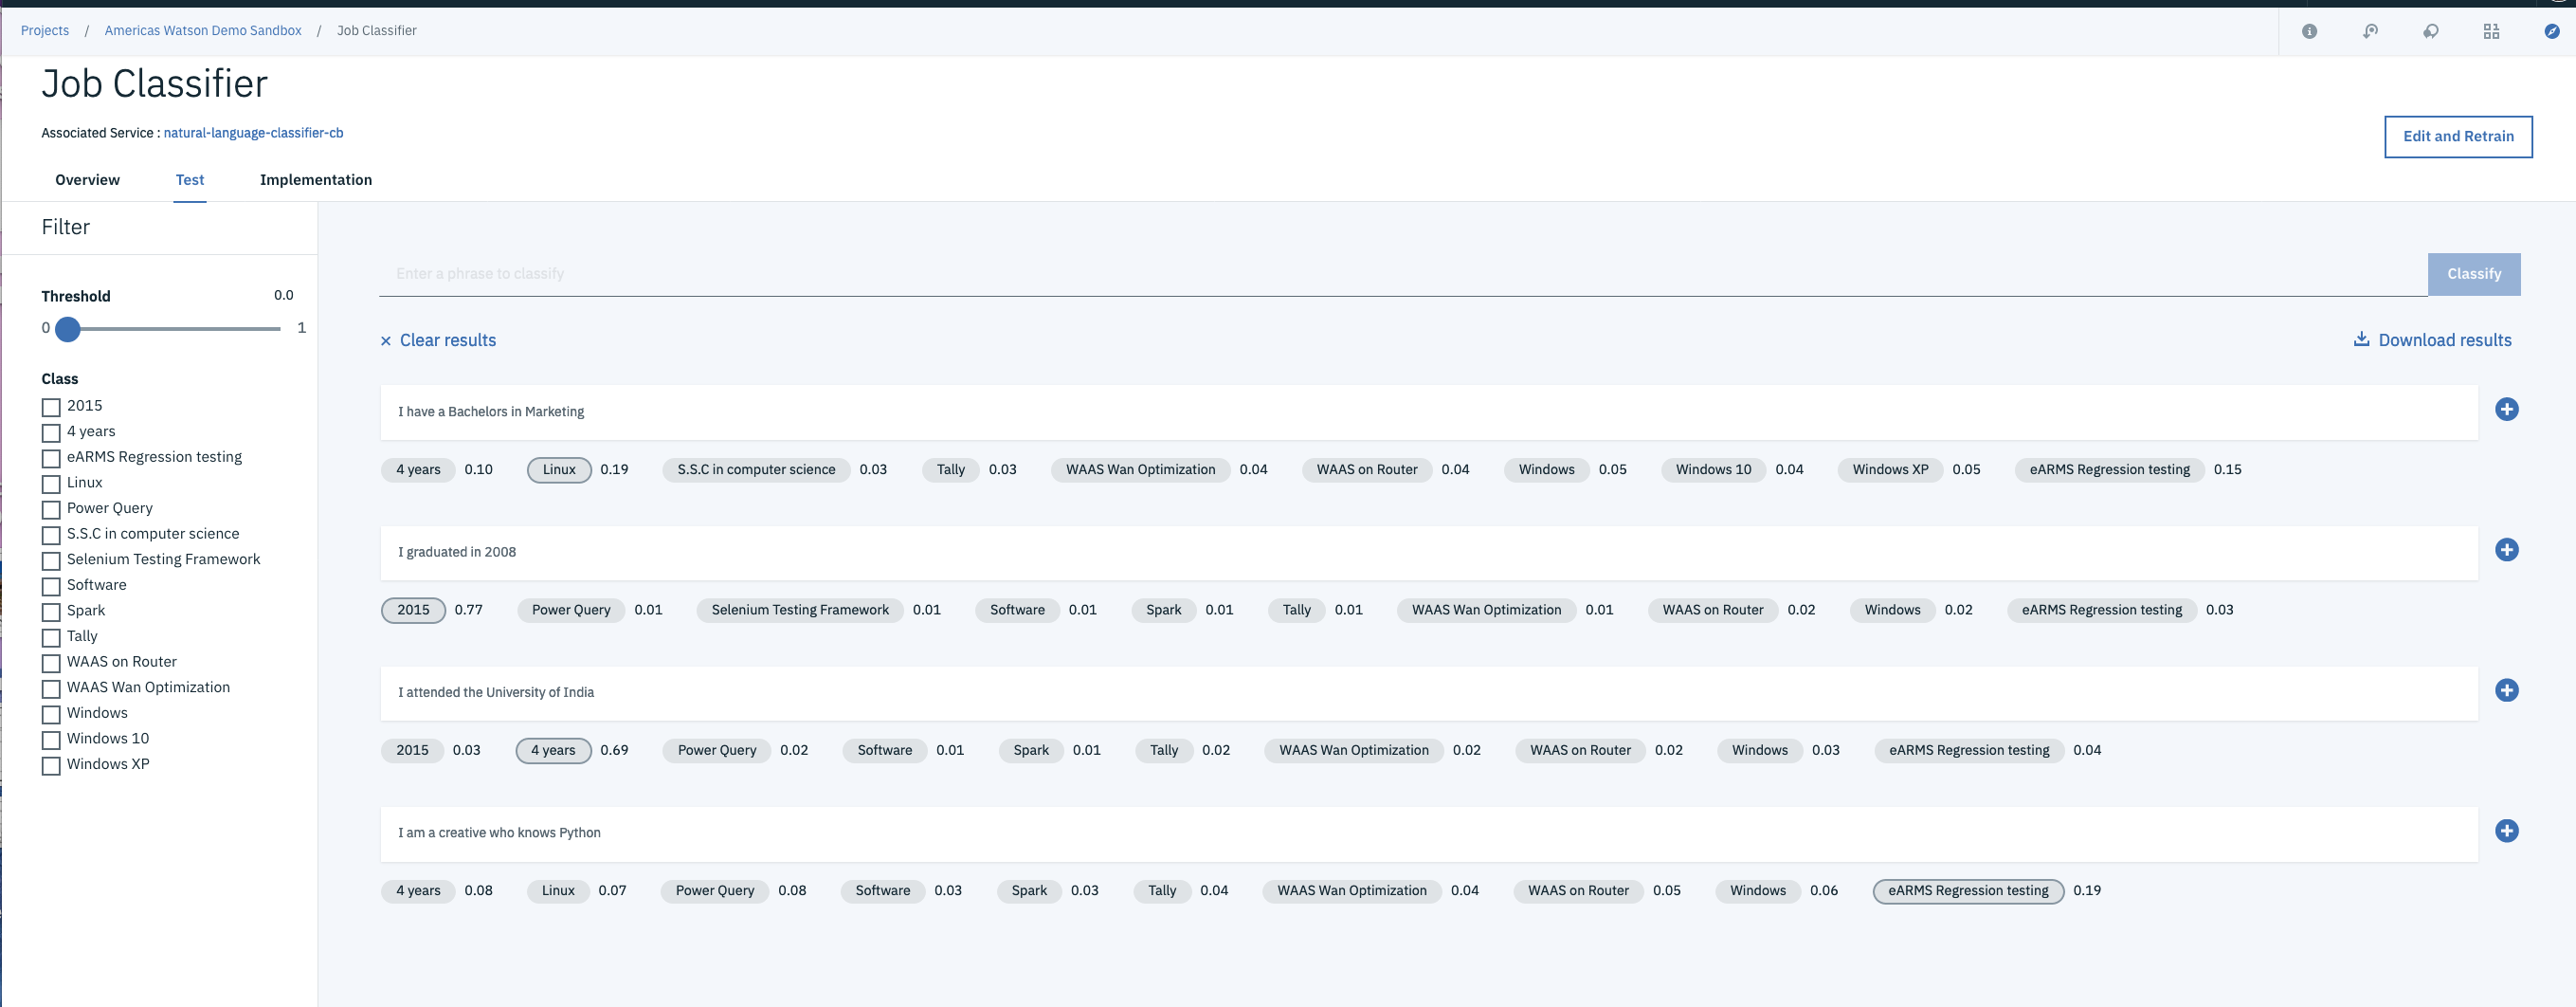 Projects / Americas Watson Demo Sandbox / Job Classifier
Job Classifier
Associated Service : natural-language-classifier-cb
Edit and Retrain
Overview Test Implementation
Filter
Threshold 0.0
0 1
Class
2015
4 years
eARMS Regression testing
Linux
Power Query
S.S.C in computer science
Selenium Testing Framework
Software
Spark
Tally
WAAS on Router
WAAS Wan Optimization
Windows
Windows 10
Windows XP
Enter a phrase to classify Classify
× Clear results Download results
I have a Bachelors in Marketing
4 years 0.10 Linux 0.19 S.S.C in computer science 0.03 Tally 0.03 WAAS Wan Optimization 0.04 WAAS on Router 0.04 Windows 0.05 Windows 10 0.04 Windows XP 0.05 eARMS Regression testing 0.15
I graduated in 2008
2015 0.77 Power Query 0.01 Selenium Testing Framework 0.01 Software 0.01 Spark 0.01 Tally 0.01 WAAS Wan Optimization 0.01 WAAS on Router 0.02 Windows 0.02 eARMS Regression testing 0.03
I attended the University of India
2015 0.03 4 years 0.69 Power Query 0.02 Software 0.01 Spark 0.01 Tally 0.02 WAAS Wan Optimization 0.02 WAAS on Router 0.02 Windows 0.03 eARMS Regression testing 0.04
I am a creative who knows Python
4 years 0.08 Linux 0.07 Power Query 0.08 Software 0.03 Spark 0.03 Tally 0.04 WAAS Wan Optimization 0.04 WAAS on Router 0.05 Windows 0.06 eARMS Regression testing 0.19